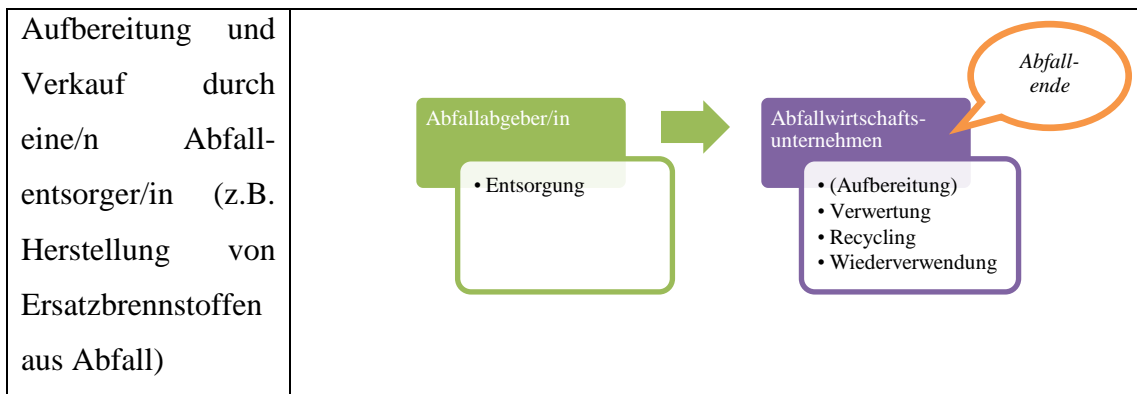 Aufbereitung und
Verkauf durch
eine/n Abfall-
entsorger/in (z.B.
Herstellung von
Ersatzbrennstoffen
aus Abfall)
Abfallabgeber/in
• Entsorgung
Abfallwirtschafts-
unternehmen
• (Aufbereitung)
• Verwertung
• Recycling
• Wiederverwendung
Abfall-
ende